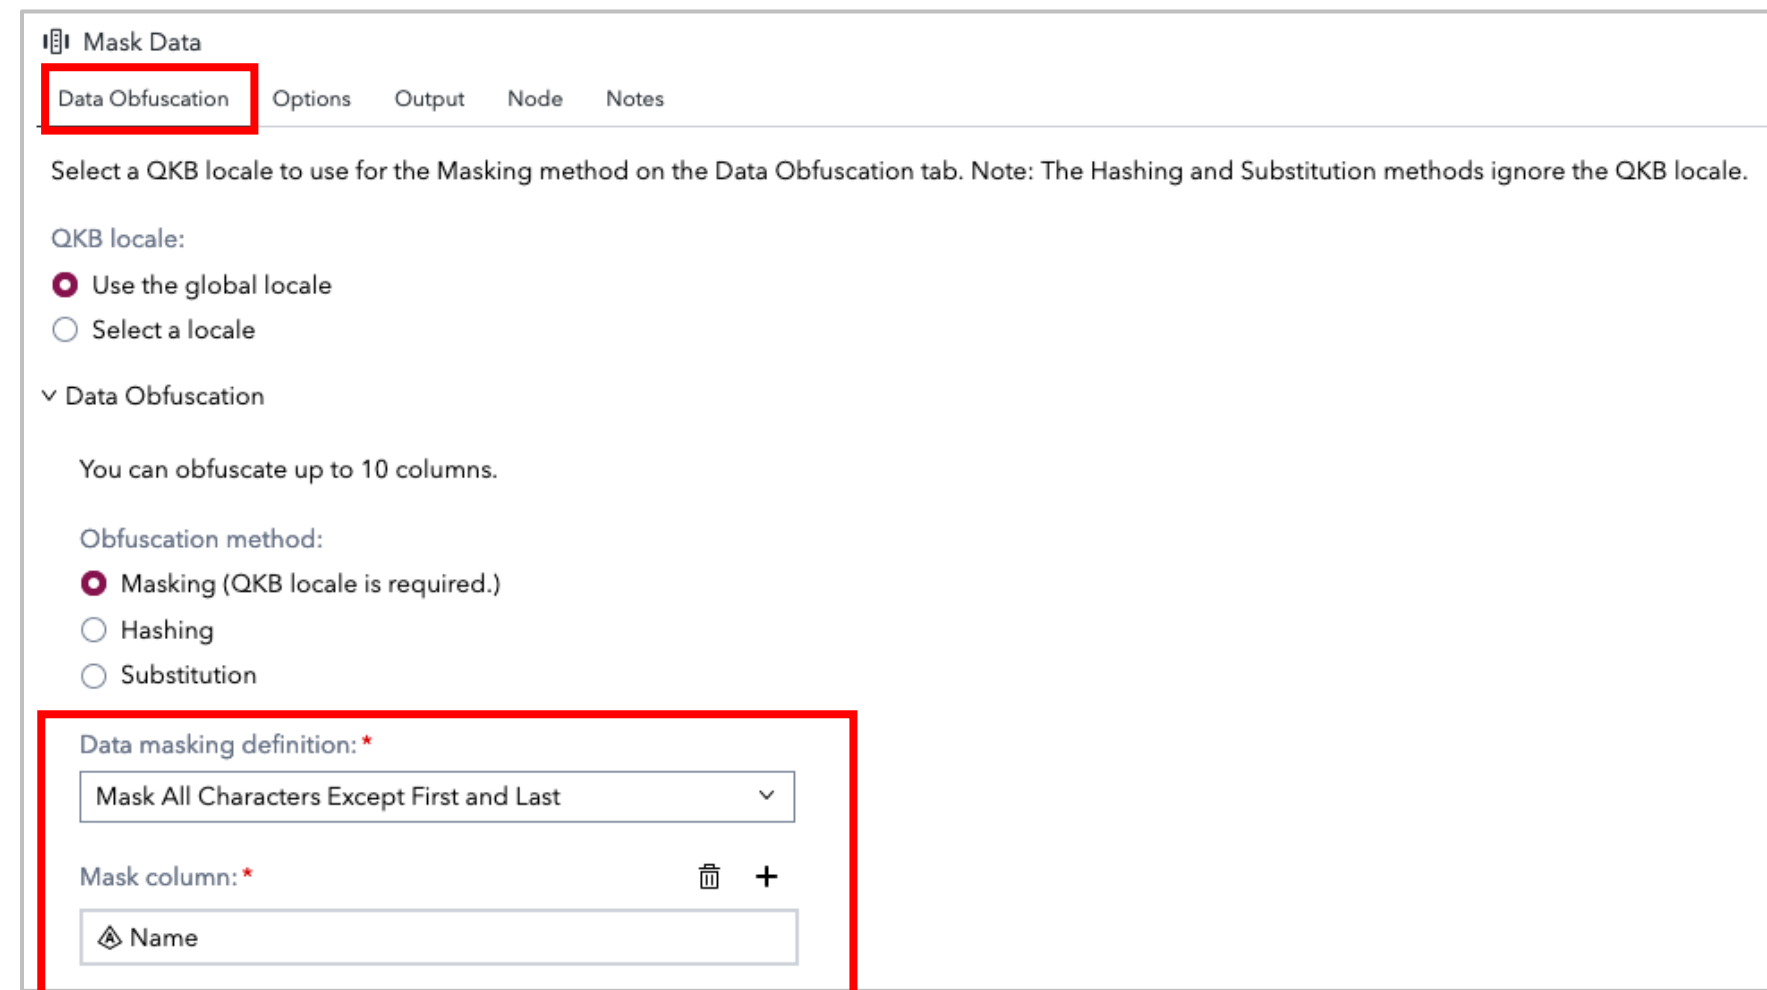 Mask Data
Data Obfuscation Options Output Node Notes
Select a QKB locale to use for the Masking method on the Data Obfuscation tab. Note: The Hashing and Substitution methods ignore the QKB locale.
QKB locale:
Use the global locale
Select a locale
Data Obfuscation
You can obfuscate up to 10 columns.
Obfuscation method:
Masking (QKB locale is required.)
Hashing
Substitution
Data masking definition: *
Mask All Characters Except First and Last
Mask column: *
Name